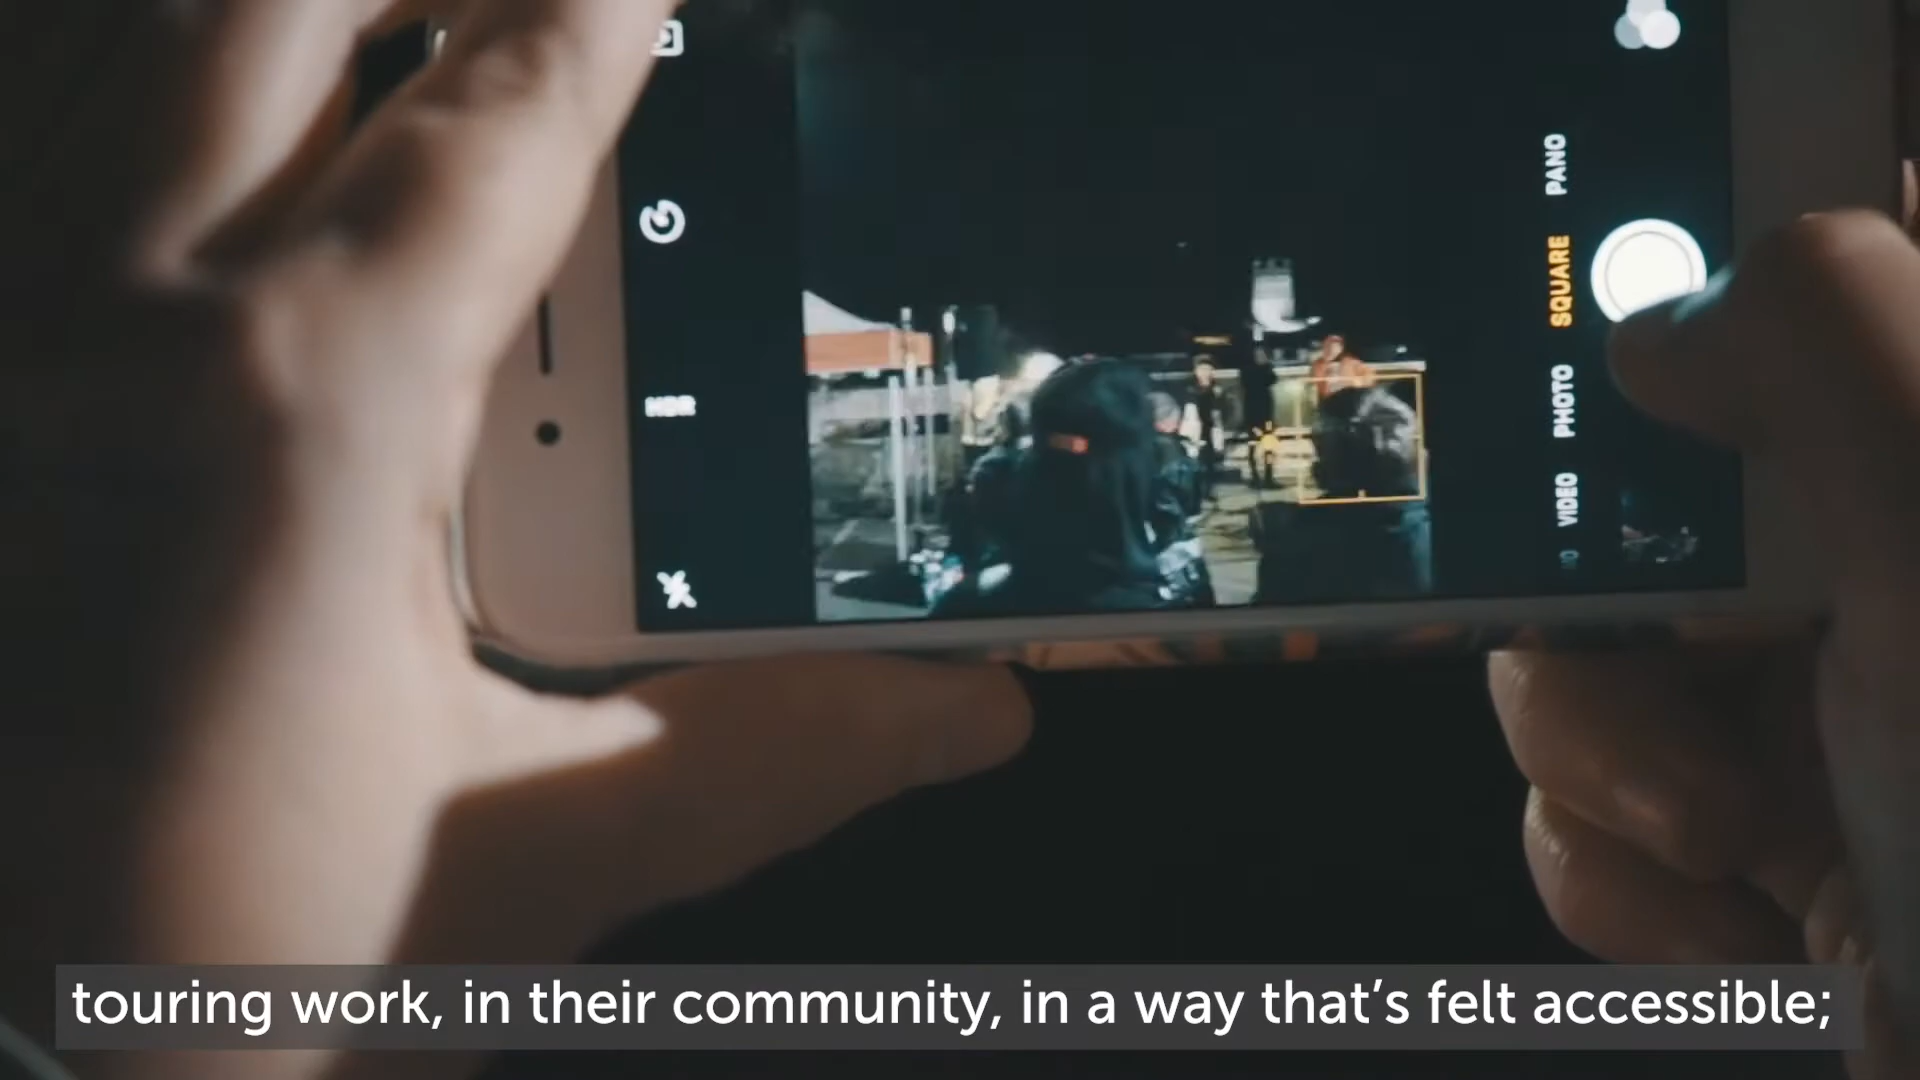 PANO
SQUARE
PHOTO
VIDEO
HDR
touring work, in their community, in a way that's felt accessible;